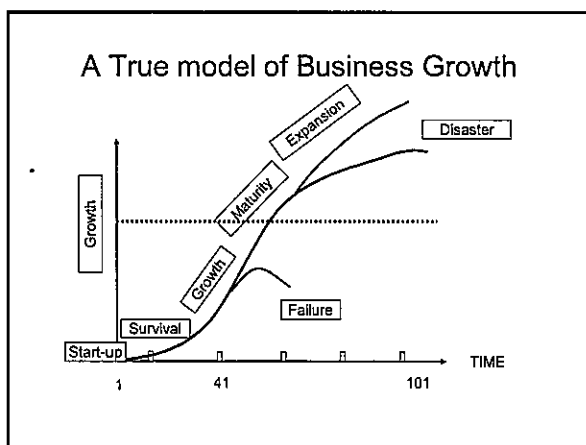 A True model of Business Growth
Expansion
Disaster
Maturity
Growth
Growth
Failure
Survival
Start-up
TIME
1
41
101